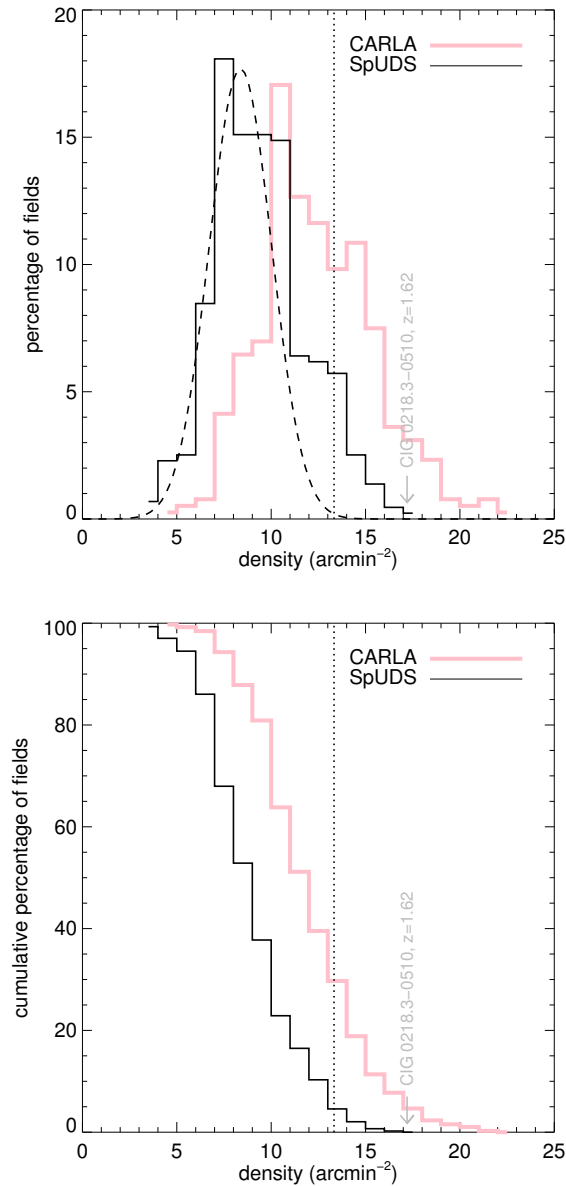 20
15
10
5
0
percentage of fields
CARLA
SpUDS
CIG 0218.3-0510, z=1.62
0 5 10 15 20 25
density (arcmin⁻²)
100
80
60
40
20
0
cumulative percentage of fields
CARLA
SpUDS
CIG 0218.3-0510, z=1.62
0 5 10 15 20 25
density (arcmin⁻²)